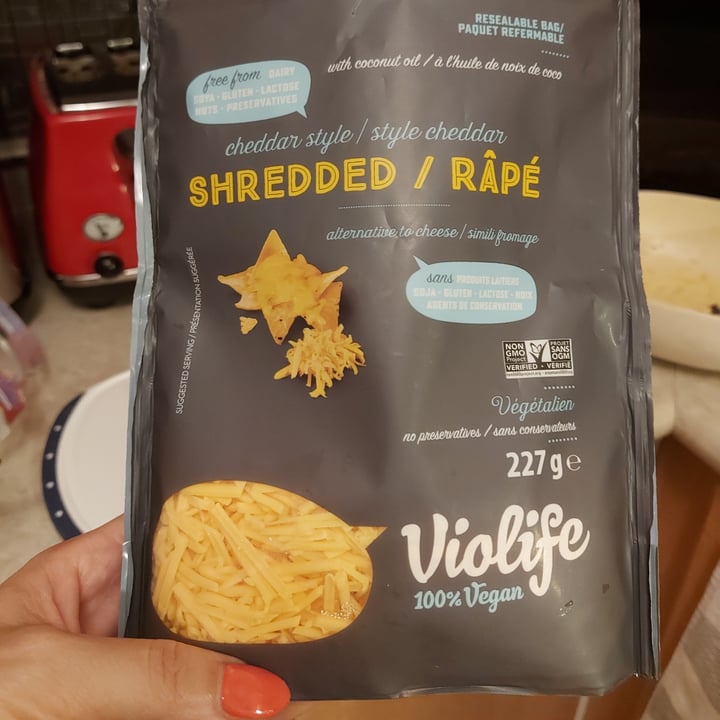 RESEALABLE BAG/
PAQUET REFERMABLE
with coconut oil / à l'huile de noix de coco
free from DAIRY
SOYA - GLUTEN - LACTOSE
NUTS - PRESERVATIVES
cheddar style / style cheddar
SHREDDED / RÂPÉ
alternative to cheese / simili fromage
sans PRODUITS LAITIERS
SOJA - GLUTEN - LACTOSE - NOIX
AGENTS DE CONSERVATION
SUGGESTED SERVING / PRÉSENTATION SUGGÉRÉE
NON
GMO
Project
VERIFIED
PROJET
SANS
OGM
VÉRIFIÉ
Végétalien
no preservatives / sans conservateurs
227 g e
Violife
100% Vegan